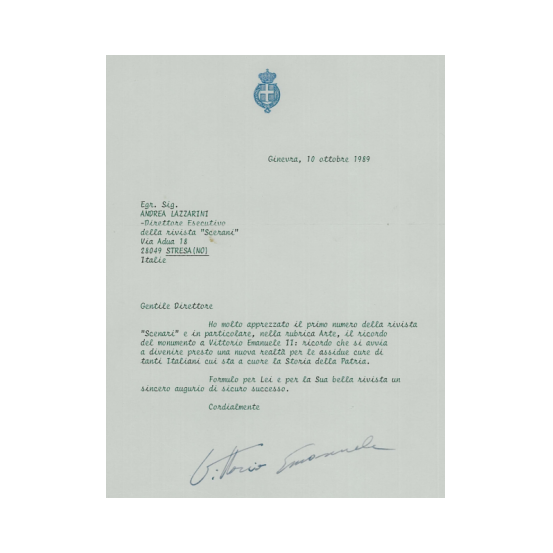 Ginevra, 10 ottobre 1989
Egr. Sig.
ANDREA LAZZARINI
-Direttore Esecutivo
della rivista "Scerani"
Via Adua 18
28049 STRESA(NO)
Italie
Gentile Direttore
Ho molto apprezzato il primo numero della rivista
"Scenari" e in particolare, nella rubrica Arte, il ricordo
del monumento a Vittorio Emanuele II: ricordo che si avvia
a divenire presto una nuova realtà per le assidue cure di
tanti Italiani cui sta a cuore la Storia della Patria.
Formulo per Lei e per la Sua bella rivista un
sincero augurio di sicuro successo.
Cordialmente
Vittorio Emanuele